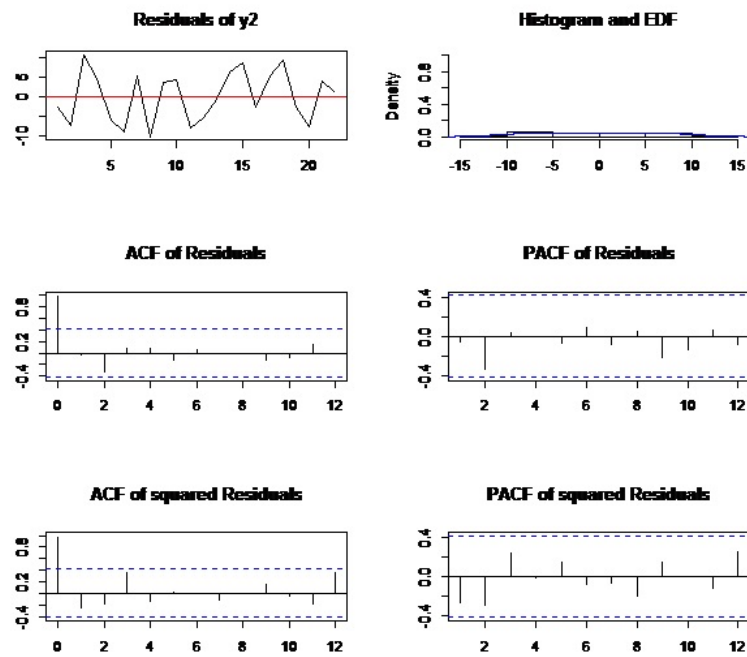 Residuals of y2
5
0
-10
5 10 15 20
Histogram and EDF
Density
0.8
0.4
0.0
-15 -10 -5 0 5 10 15
ACF of Residuals
0.8
0.2
-0.4
0 2 4 6 8 10 12
PACF of Residuals
0.4
0.0
-0.4
2 4 6 8 10 12
ACF of squared Residuals
0.8
0.2
-0.4
0 2 4 6 8 10 12
PACF of squared Residuals
0.4
0.0
-0.4
2 4 6 8 10 12